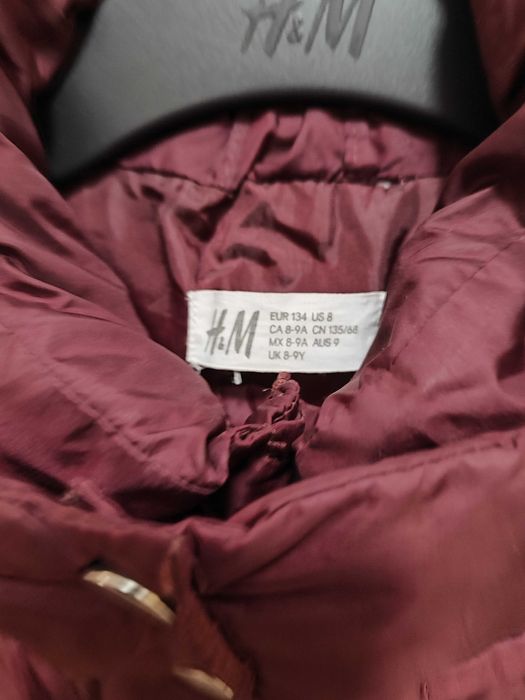 H&M
H&M
EUR 134 US 8
CA 8-9A CN 135/68
MX 8-9A AUS 9
UK 8-9Y